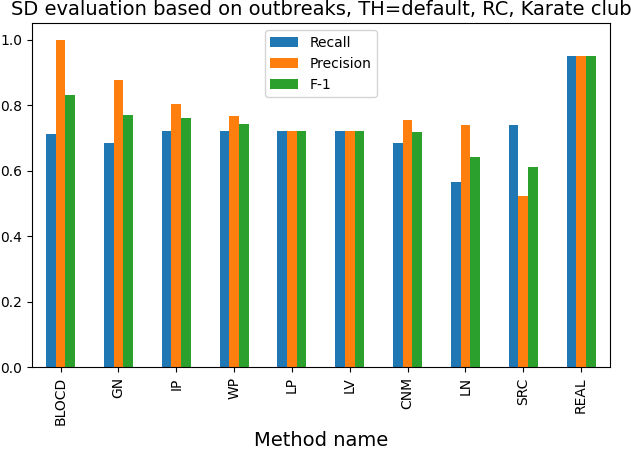 SD evaluation based on outbreaks, TH=default, RC, Karate club
1.0
0.8
0.6
0.4
0.2
0.0
Recall
Precision
F-1
BLOCD
GN
IP
WP
LP
LV
CNM
LN
SRC
REAL
Method name